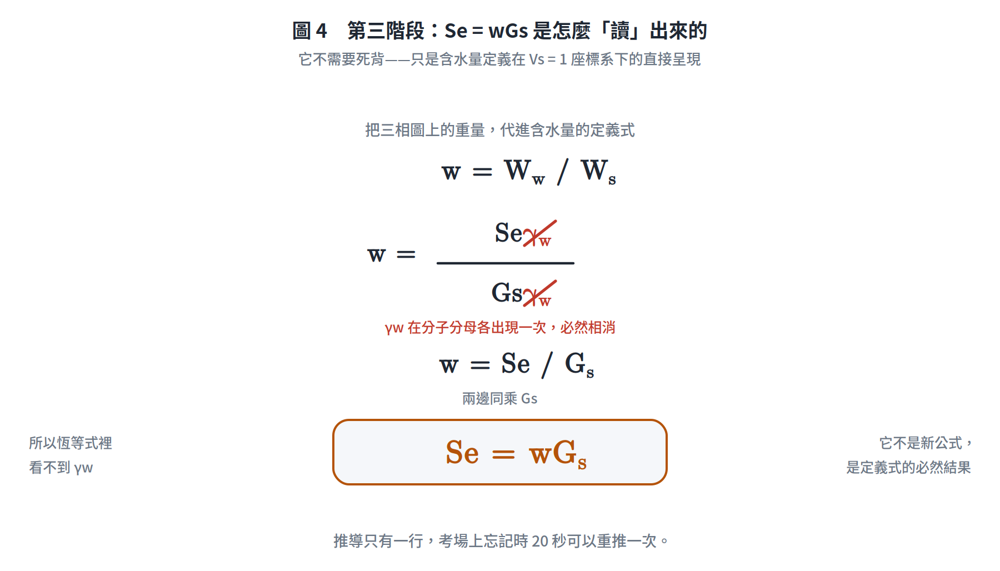 圖 4　第三階段：Se = wGs 是怎麼「讀」出來的
它不需要死背——只是含水量定義在 Vs = 1 座標系下的直接呈現
把三相圖上的重量，代進含水量的定義式
w = W_w / W_s
Seγ_w
w =
Gsγ_w
γw 在分子分母各出現一次，必然相消
w = Se / G_s
兩邊同乘 Gs
Se = wG_s
所以恆等式裡
看不到 γw
它不是新公式，
是定義式的必然結果
推導只有一行，考場上忘記時 20 秒可以重推一次。